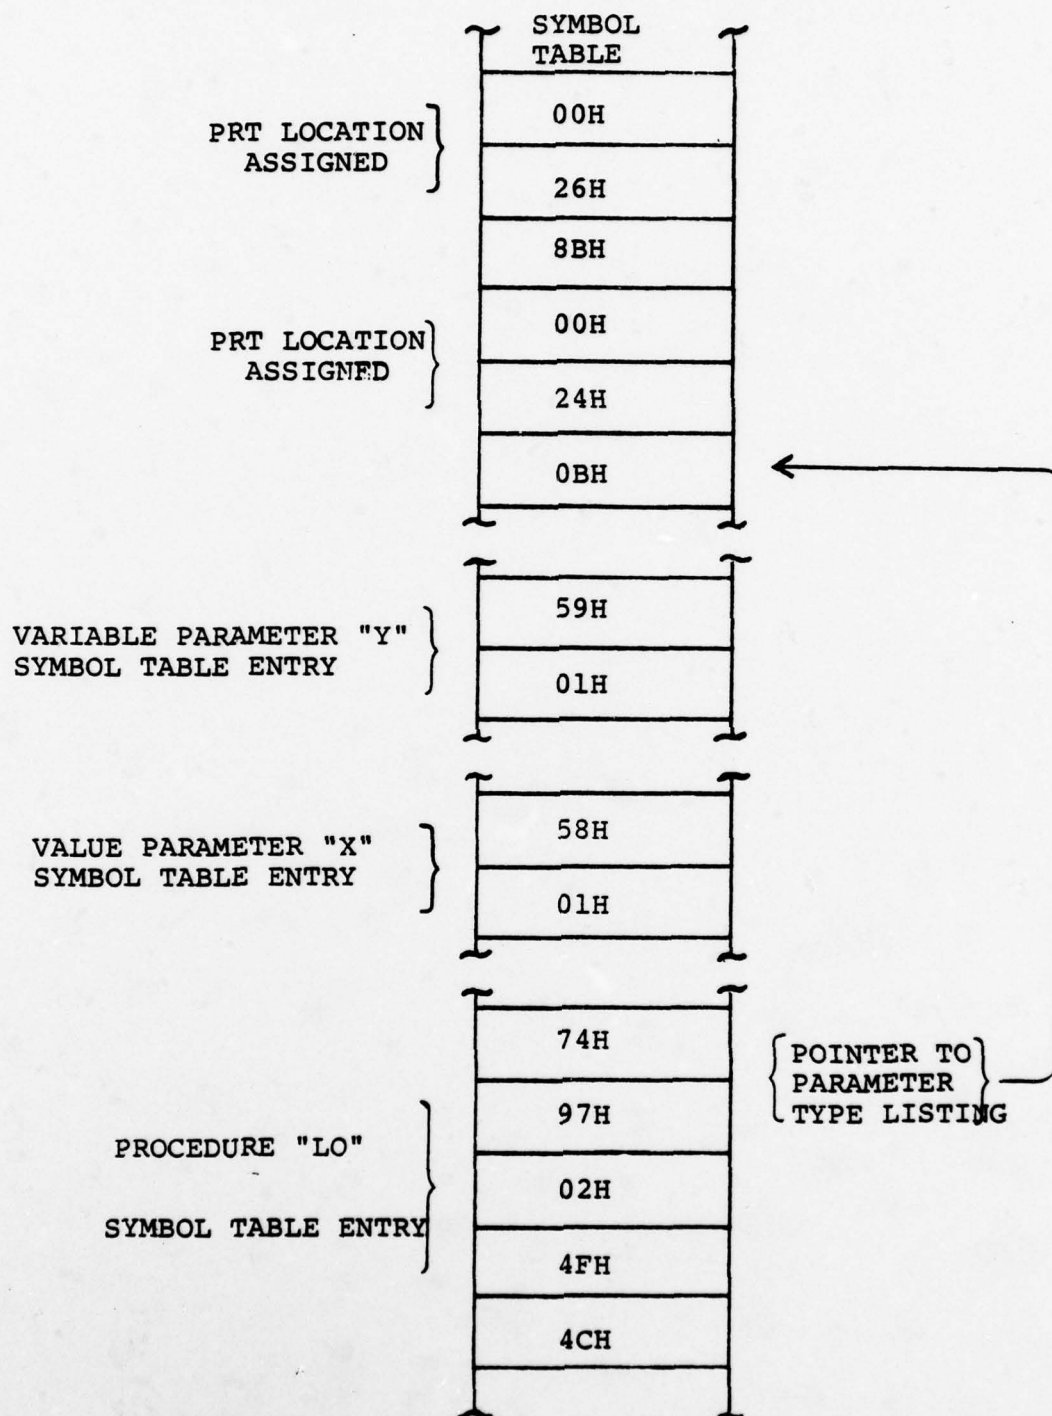 SYMBOL
TABLE
PRT LOCATION
ASSIGNED
00H
26H
8BH
PRT LOCATION
ASSIGNED
00H
24H
0BH
VARIABLE PARAMETER "Y"
SYMBOL TABLE ENTRY
59H
01H
VALUE PARAMETER "X"
SYMBOL TABLE ENTRY
58H
01H
74H
POINTER TO
PARAMETER
TYPE LISTING
PROCEDURE "LO"
SYMBOL TABLE ENTRY
97H
02H
4FH
4CH